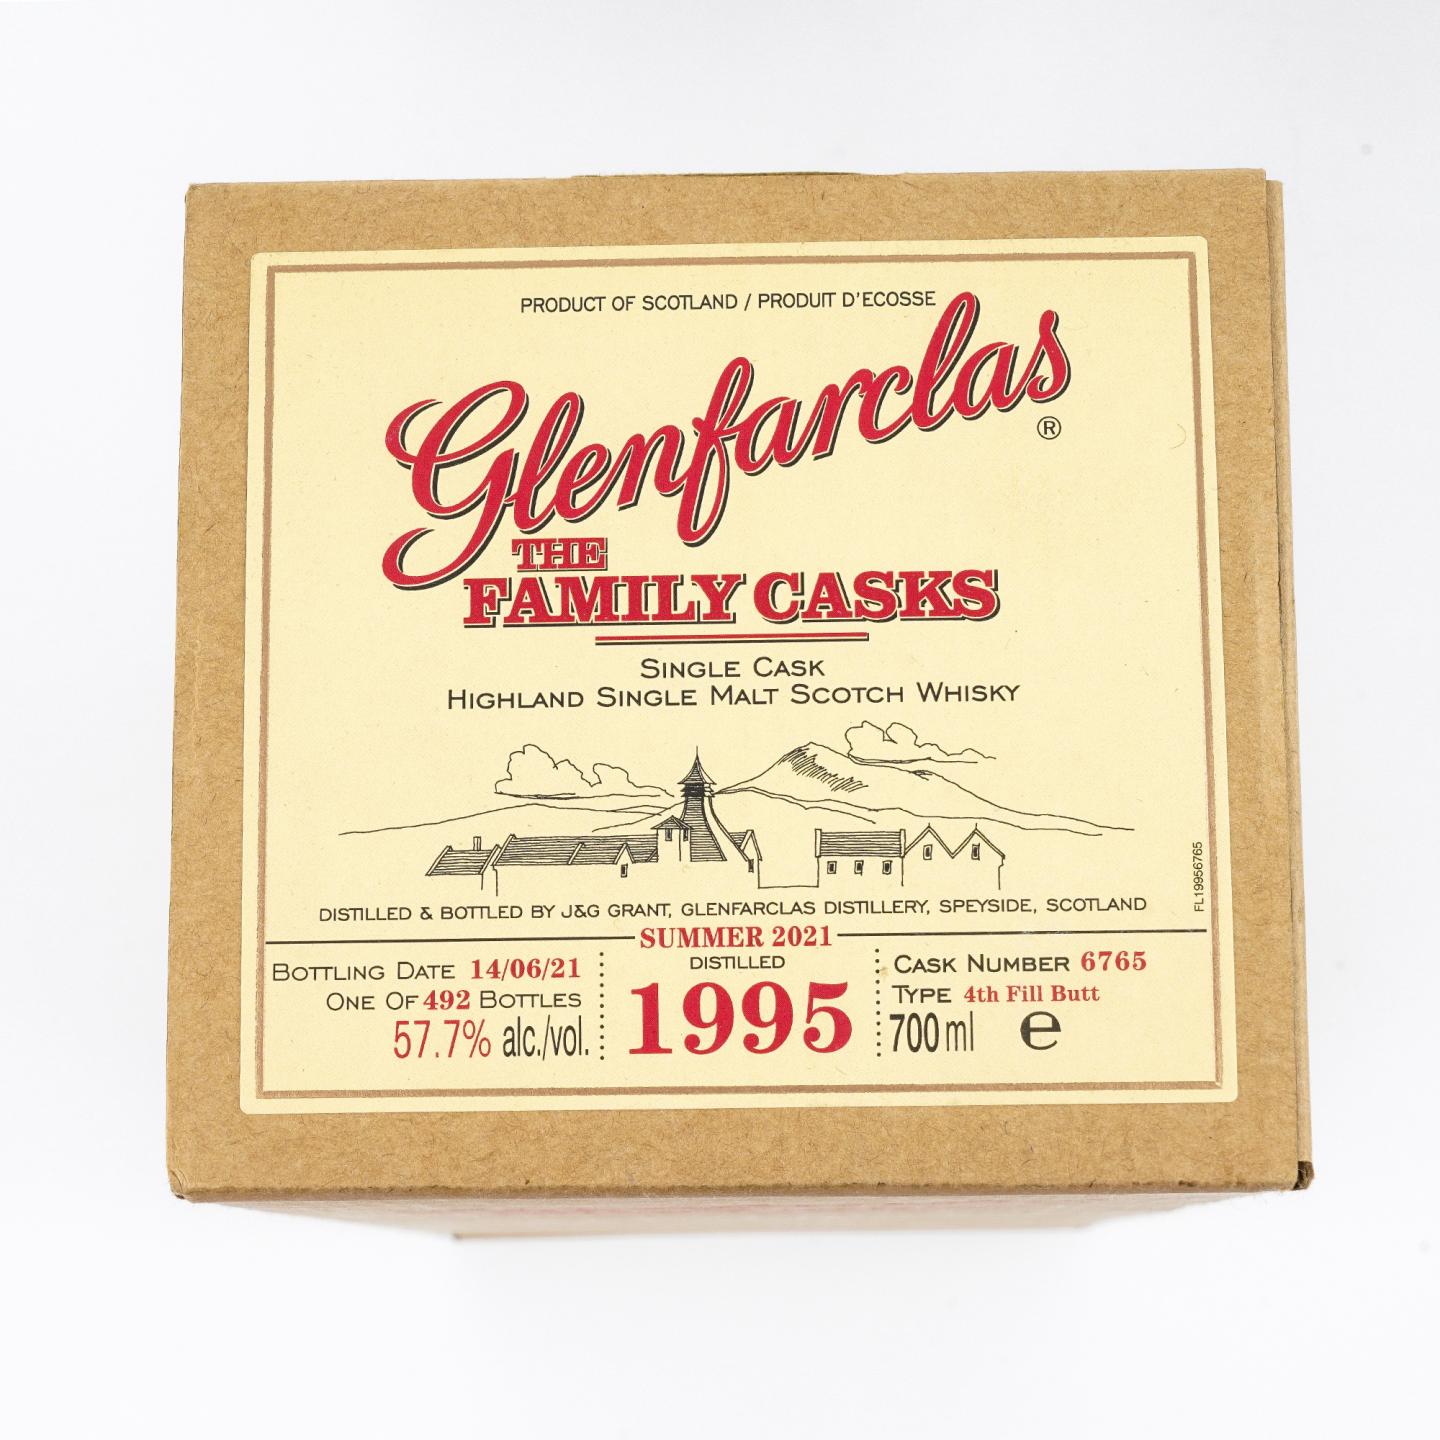 PRODUCT OF SCOTLAND / PRODUIT D'ECOSSE
Glenfarclas ®
THE
FAMILY CASKS
SINGLE CASK
HIGHLAND SINGLE MALT SCOTCH WHISKY
FL19956765
DISTILLED & BOTTLED BY J&G GRANT, GLENFARCLAS DISTILLERY, SPEYSIDE, SCOTLAND
SUMMER 2021
BOTTLING DATE 14/06/21
ONE OF 492 BOTTLES
57.7% alc./vol.
DISTILLED
1995
CASK NUMBER 6765
TYPE 4th Fill Butt
700 ml e